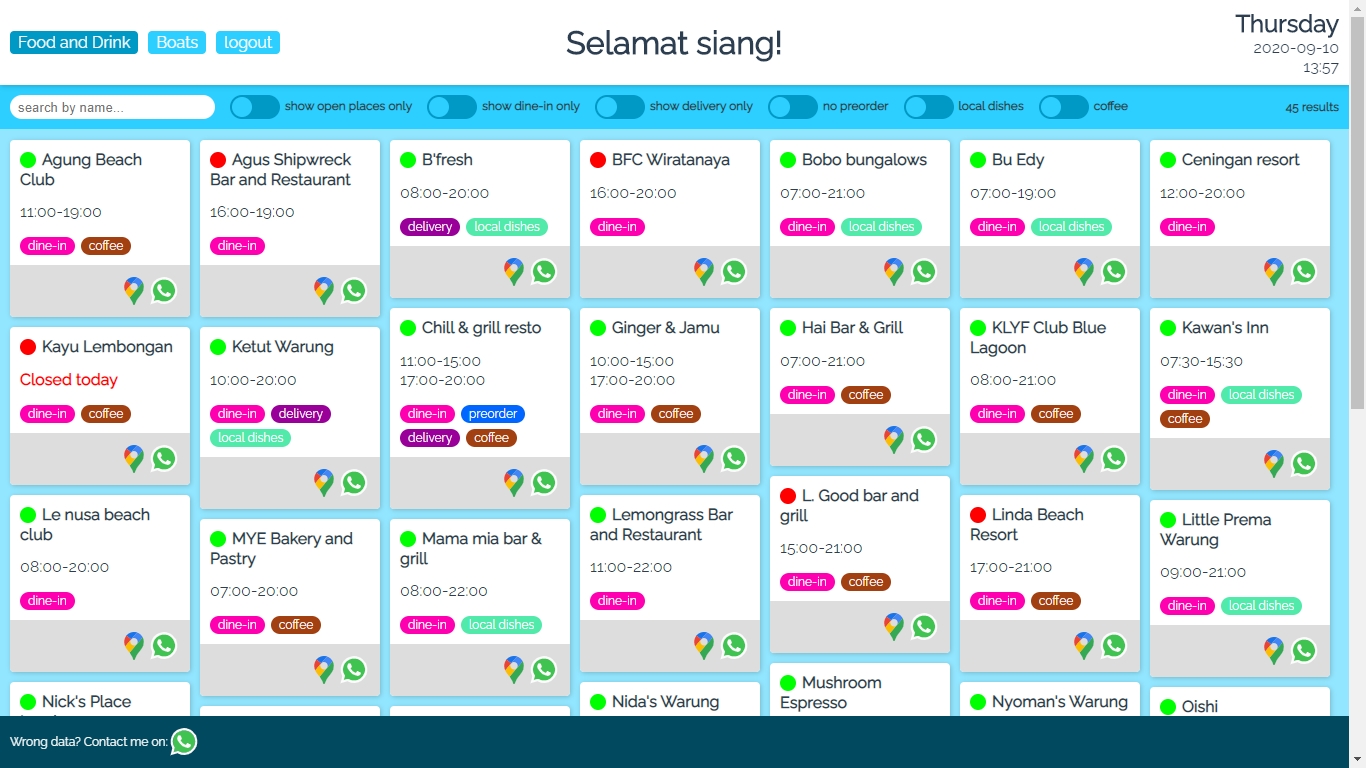 Food and Drink
Boats
logout
Selamat siang!
Thursday
2020-09-10
13:57
search by name...
show open places only
show dine-in only
show delivery only
no preorder
local dishes
coffee
45 results
Agung Beach
Club
11:00-19:00
dine-in coffee
Agus Shipwreck
Bar and Restaurant
16:00-19:00
dine-in
B'fresh
08:00-20:00
delivery local dishes
BFC Wiratanaya
16:00-20:00
dine-in
Bobo bungalows
07:00-21:00
dine-in local dishes
Bu Edy
07:00-19:00
dine-in local dishes
Ceningan resort
12:00-20:00
dine-in
Kayu Lembongan
Closed today
dine-in coffee
Ketut Warung
10:00-20:00
dine-in delivery
local dishes
Chill & grill resto
11:00-15:00
17:00-20:00
dine-in preorder
delivery coffee
Ginger & Jamu
10:00-15:00
17:00-20:00
dine-in coffee
Hai Bar & Grill
07:00-21:00
dine-in coffee
KLYF Club Blue
Lagoon
08:00-21:00
dine-in coffee
Kawan's Inn
07:30-15:30
dine-in local dishes
coffee
Le nusa beach
club
08:00-20:00
dine-in
MYE Bakery and
Pastry
07:00-20:00
dine-in coffee
Mama mia bar &
grill
08:00-22:00
dine-in local dishes
Lemongrass Bar
and Restaurant
11:00-22:00
dine-in
L. Good bar and
grill
15:00-21:00
dine-in coffee
Linda Beach
Resort
17:00-21:00
dine-in coffee
Little Prema
Warung
09:00-21:00
dine-in local dishes
Nick's Place
Nida's Warung
Mushroom
Espresso
Nyoman's Warung
Oishi
Wrong data? Contact me on: